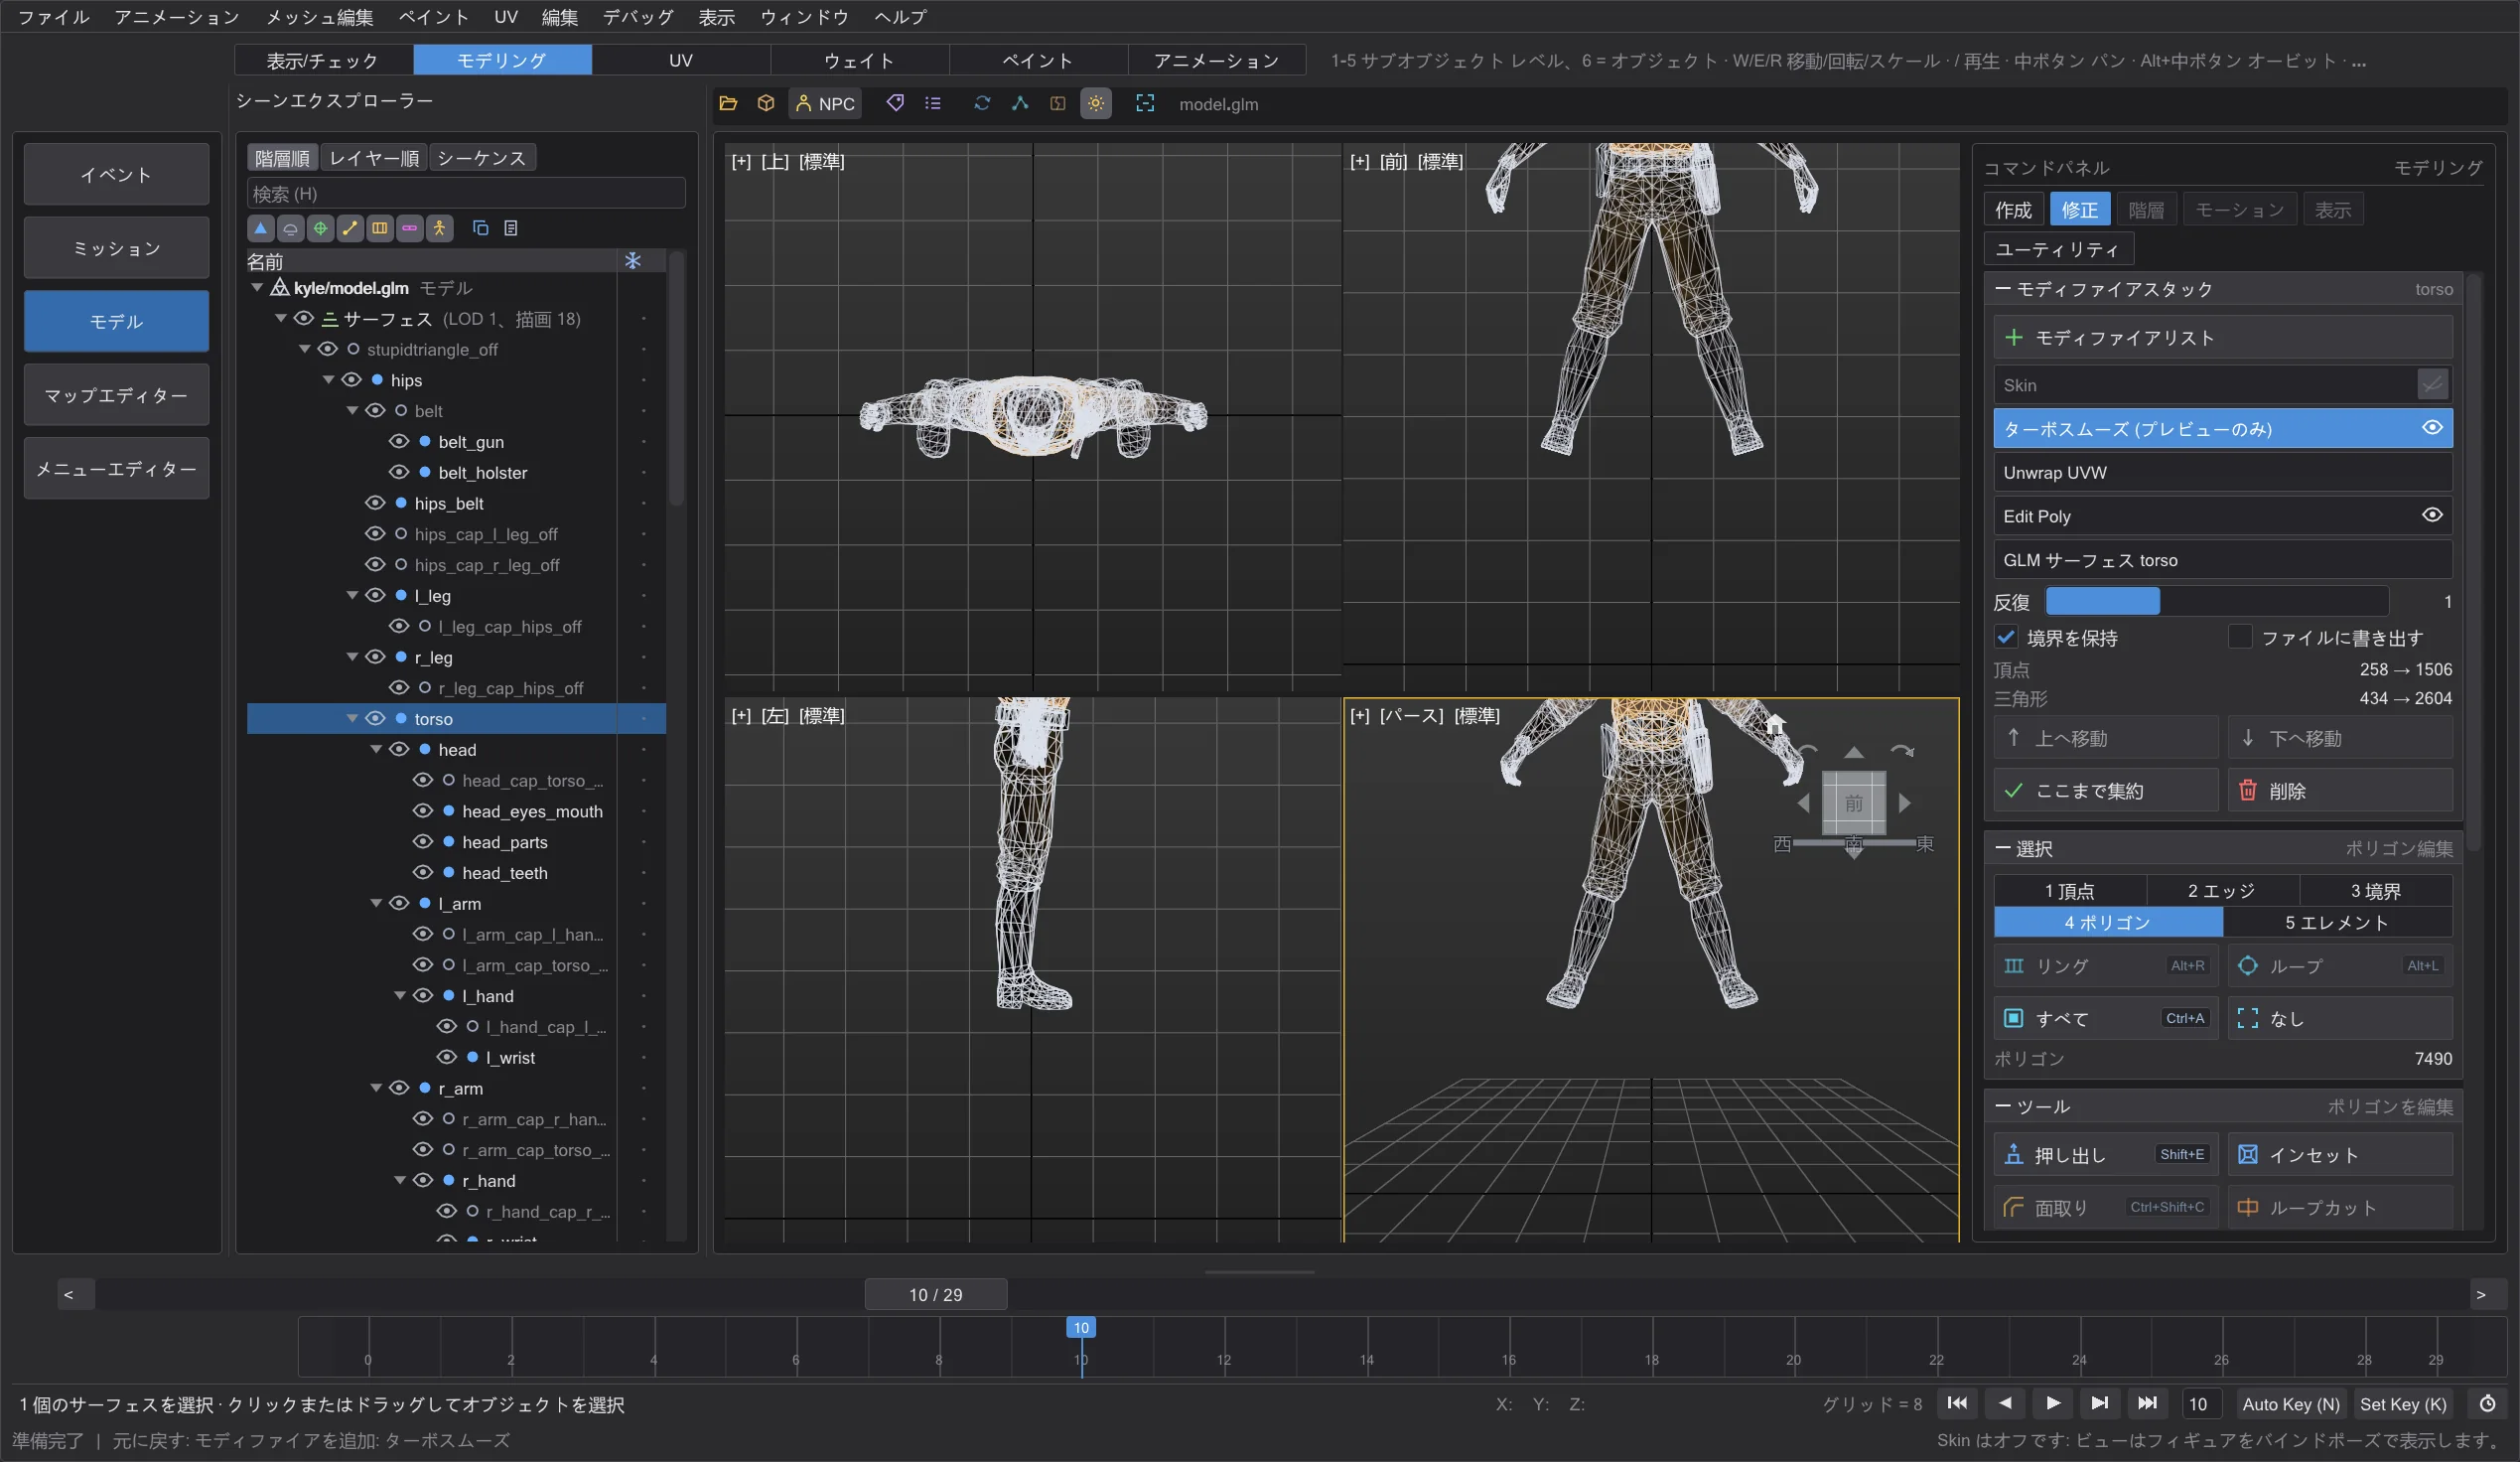 ファイル アニメーション メッシュ編集 ペイント UV 編集 デバッグ 表示 ウィンドウ ヘルプ
表示/チェック モデリング UV ウェイト ペイント アニメーション 1-5 サブオブジェクト レベル、6 = オブジェクト · W/E/R 移動/回転/スケール · / 再生 · 中ボタン パン · Alt+中ボタン オービット · ...
イベント
ミッション
モデル
マップエディター
メニューエディター
シーンエクスプローラー
階層順 レイヤー順 シーケンス
検索 (H)
名前
kyle/model.glm モデル
サーフェス (LOD 1、描画 18)
stupidtriangle_off
hips
belt
belt_gun
belt_holster
hips_belt
hips_cap_l_leg_off
hips_cap_r_leg_off
l_leg
l_leg_cap_hips_off
r_leg
r_leg_cap_hips_off
torso
head
head_cap_torso_...
head_eyes_mouth
head_parts
head_teeth
l_arm
l_arm_cap_l_han...
l_arm_cap_torso_...
l_hand
l_hand_cap_l_...
l_wrist
r_arm
r_arm_cap_r_han...
r_arm_cap_torso_...
r_hand
r_hand_cap_r_...
r_wrist
NPC model.glm
[+] [上] [標準]
[+] [前] [標準]
[+] [左] [標準]
[+] [パース] [標準]
前
西 南 東
コマンドパネル モデリング
作成 修正 階層 モーション 表示
ユーティリティ
モディファイアスタック torso
モディファイアリスト
Skin
ターボスムーズ (プレビューのみ)
Unwrap UVW
Edit Poly
GLM サーフェス torso
反復 1
境界を保持 ファイルに書き出す
頂点 258 → 1506
三角形 434 → 2604
上へ移動 下へ移動
ここまで集約 削除
選択 ポリゴン編集
1 頂点 2 エッジ 3 境界
4 ポリゴン 5 エレメント
リング Alt+R ループ Alt+L
すべて Ctrl+A なし
ポリゴン 7490
ツール ポリゴンを編集
押し出し Shift+E インセット
面取り Ctrl+Shift+C ループカット
< 10 / 29 >
10
0 2 4 6 8 10 12 14 16 18 20 22 24 26 28 29
1 個のサーフェスを選択 · クリックまたはドラッグしてオブジェクトを選択 X: Y: Z: グリッド = 8 10 Auto Key (N) Set Key (K)
準備完了 | 元に戻す: モディファイアを追加: ターボスムーズ Skin はオフです: ビューはフィギュアをバインドポーズで表示します。